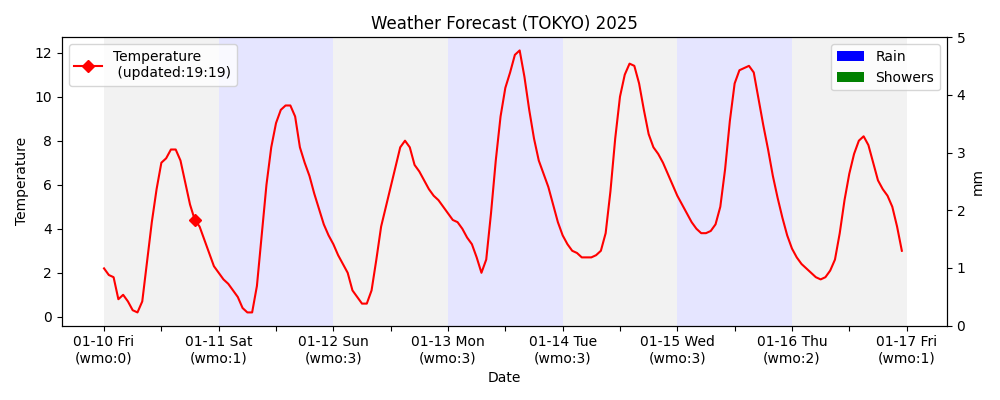 Weather Forecast (TOKYO) 2025
Temperature
(updated:19:19)
Rain
Showers
Temperature
12
10
8
6
4
2
0
5
4
3
2
1
0
mm
01-10 Fri
(wmo:0)
01-11 Sat
(wmo:1)
01-12 Sun
(wmo:3)
01-13 Mon
(wmo:3)
01-14 Tue
(wmo:3)
01-15 Wed
(wmo:3)
01-16 Thu
(wmo:2)
01-17 Fri
(wmo:1)
Date